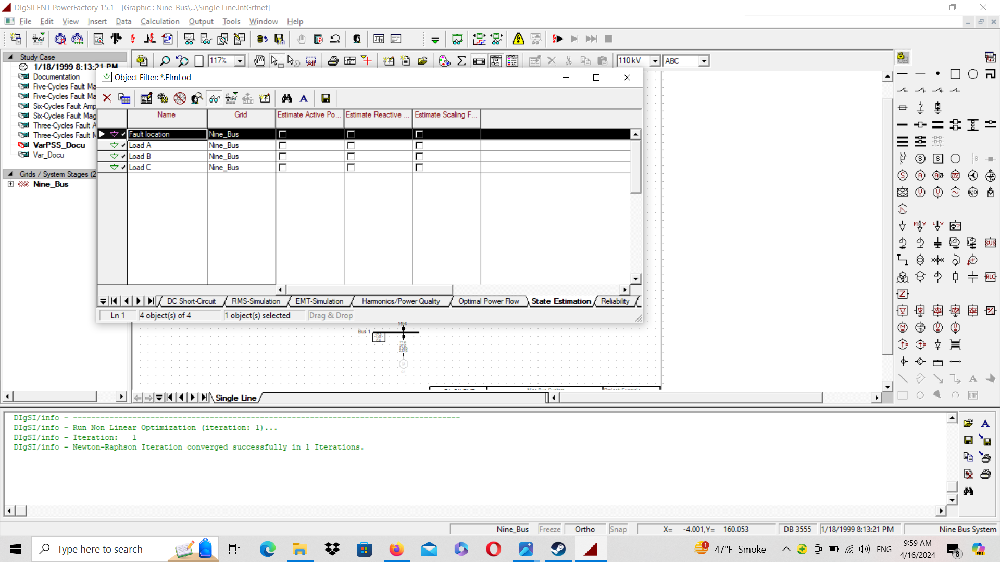 DIgSILENT PowerFactory 15.1 - [Graphic : Nine_Bus\...\Single Line.IntGrfnet]
File Edit View Insert Data Calculation Output Tools Window Help
117%
110 kV
ABC
Study Case
1/18/1999 8:13:21 PM
Documentation
Five-Cycles Fault Ma
Five-Cycles Fault Ma
Six-Cycles Fault Amp
Six-Cycles Fault Mag
Three-Cycles Fault A
Three-Cycles Fault M
VarPSS_Docu
Var_Docu
Grids / System Stages (2
Nine_Bus
Object Filter: *.ElmLod
Name Grid Estimate Active Po... Estimate Reactive ... Estimate Scaling F...
Fault location Nine_Bus
Load A Nine_Bus
Load B Nine_Bus
Load C Nine_Bus
DC Short-Circuit RMS-Simulation EMT-Simulation Harmonics/Power Quality Optimal Power Flow State Estimation Reliability
Ln 1 4 object(s) of 4 1 object(s) selected Drag & Drop
Bus 1
Single Line
DIgSI/info - --------------------------------------------------------------------------------
DIgSI/info - Run Non Linear Optimization (iteration: 1)...
DIgSI/info - Iteration: 1
DIgSI/info - Newton-Raphson Iteration converged successfully in 1 Iterations.
Nine_Bus Freeze Ortho Snap X= -4.001,Y= 160.053 DB 3555 1/18/1999 8:13:21 PM Nine Bus System
Type here to search
1
47°F Smoke
ENG
9:59 AM
4/16/2024
8
PRE